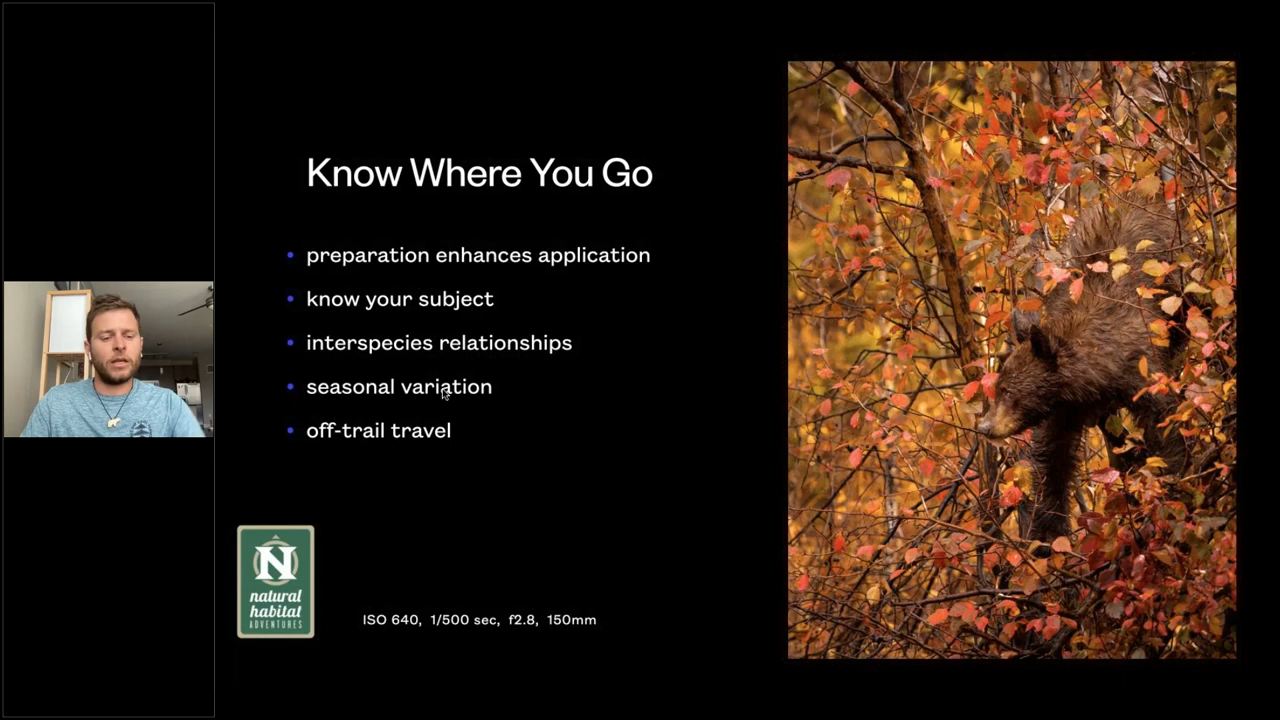 Know Where You Go
preparation enhances application
know your subject
interspecies relationships
seasonal variation
off-trail travel
N
natural
habitat
ADVENTURES
ISO 640, 1/500 sec, f2.8, 150mm